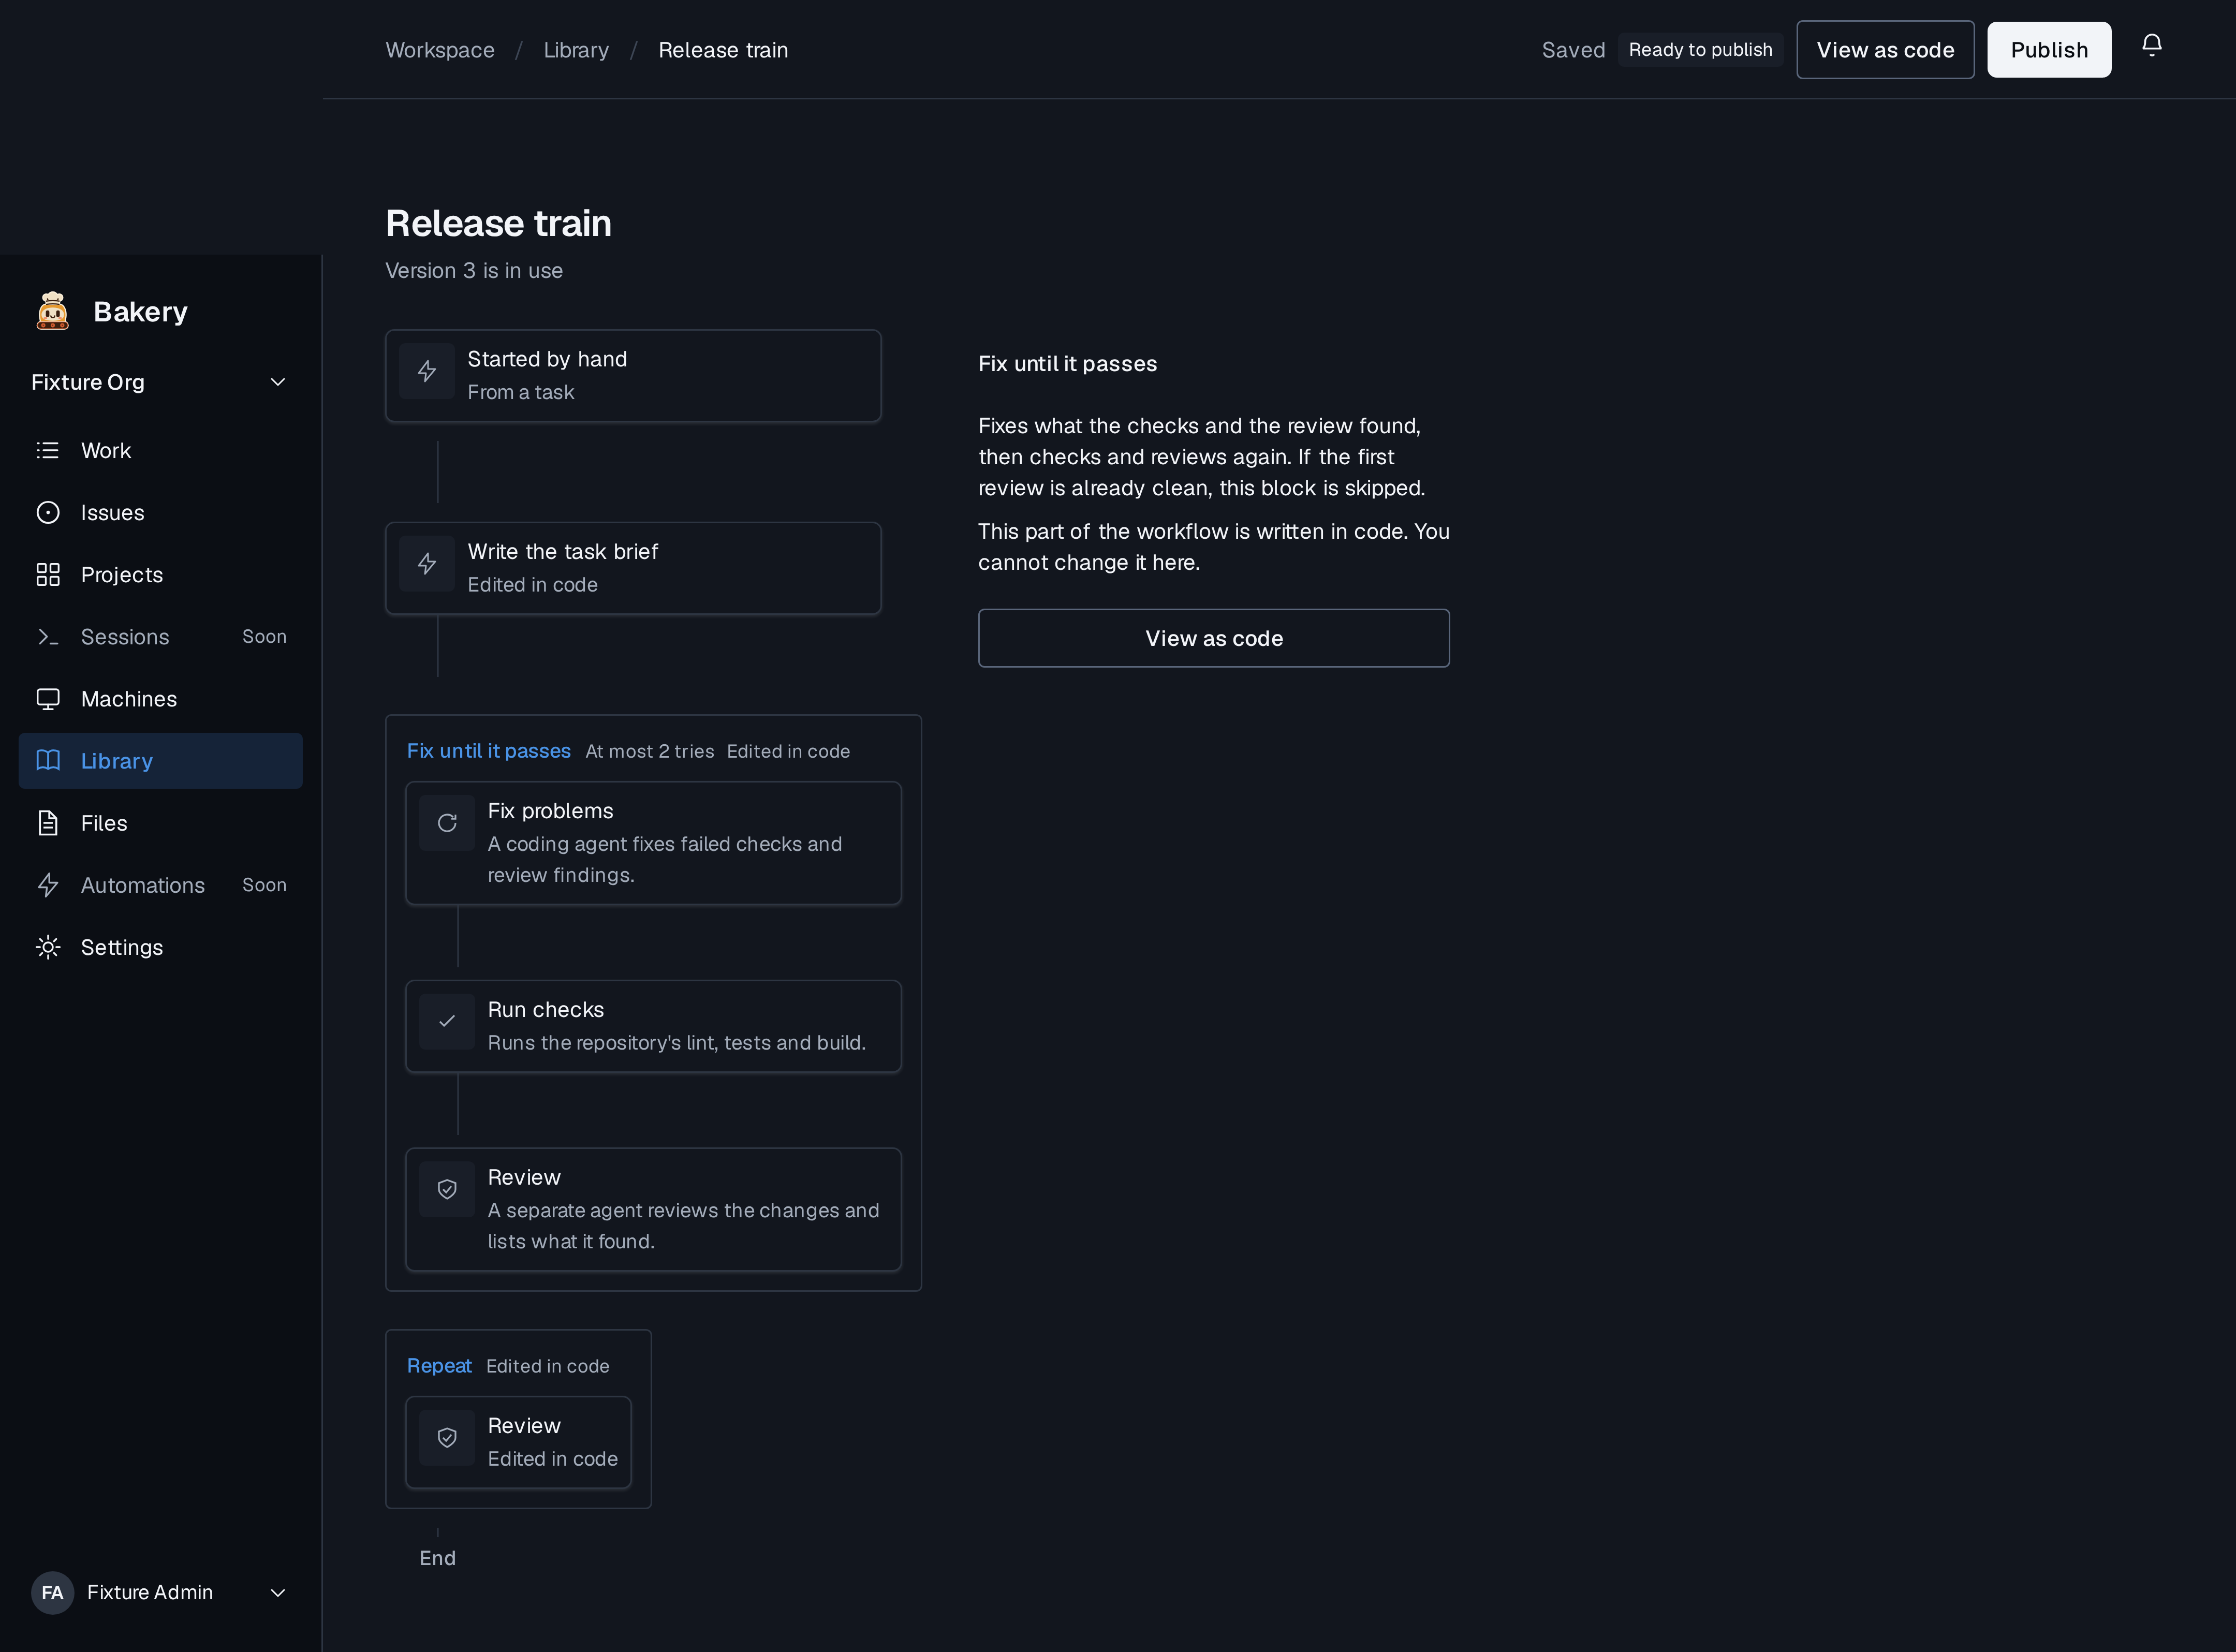 Workspace / Library / Release train
Saved
Ready to publish
View as code
Publish
Bakery
Fixture Org
Work
Issues
Projects
Sessions Soon
Machines
Library
Files
Automations Soon
Settings
FA Fixture Admin
Release train
Version 3 is in use
Started by hand
From a task
Write the task brief
Edited in code
Fix until it passes At most 2 tries Edited in code
Fix problems
A coding agent fixes failed checks and
review findings.
Run checks
Runs the repository's lint, tests and build.
Review
A separate agent reviews the changes and
lists what it found.
Repeat Edited in code
Review
Edited in code
End
Fix until it passes
Fixes what the checks and the review found,
then checks and reviews again. If the first
review is already clean, this block is skipped.
This part of the workflow is written in code. You
cannot change it here.
View as code